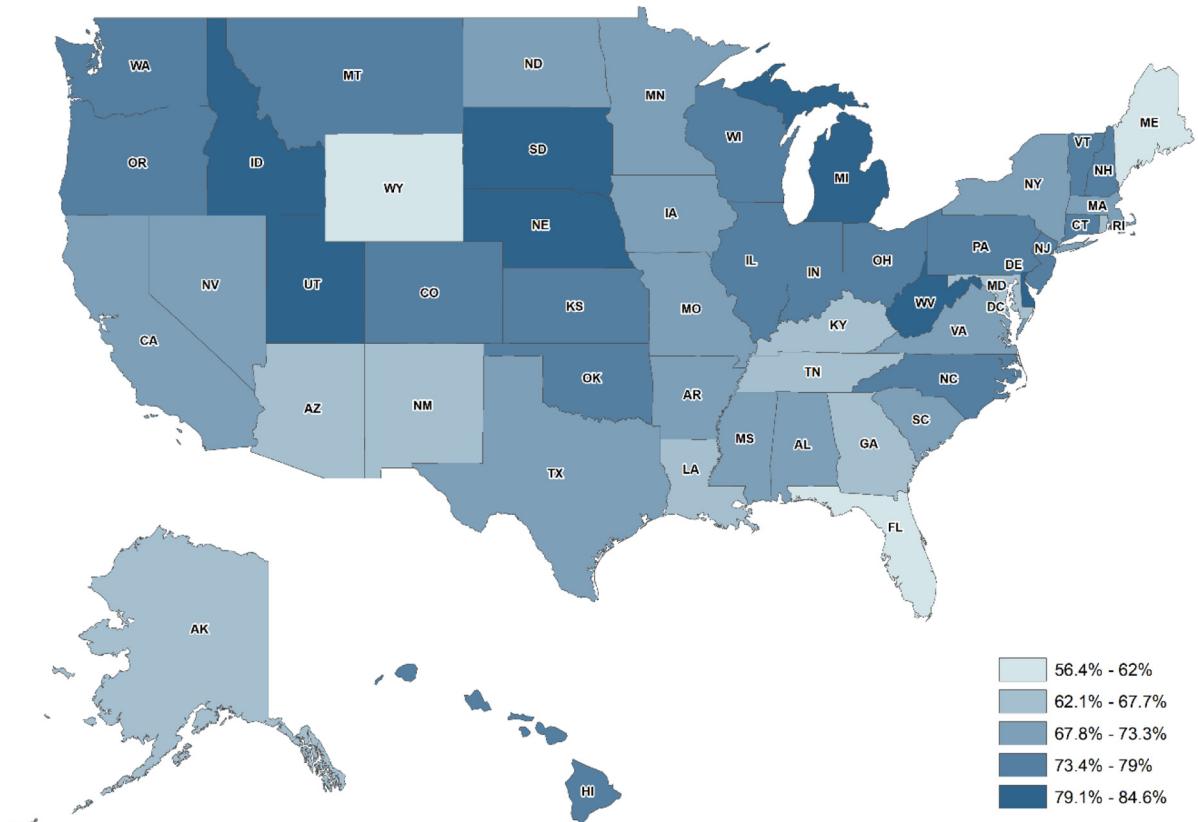 WA
MT
ND
MN
ME
OR
ID
SD
WI
VT
NH
WY
MI
NY
MA
NE
IA
CT
RI
NV
UT
CO
IL
IN
OH
PA
NJ
DE
CA
KS
MO
WV
MD
DC
KY
VA
AZ
NM
OK
AR
TN
NC
TX
MS
AL
GA
SC
LA
FL
AK
HI
56.4% - 62%
62.1% - 67.7%
67.8% - 73.3%
73.4% - 79%
79.1% - 84.6%